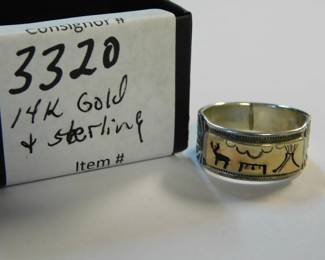 Consignor #
3320
14K Gold
& sterling
Item #